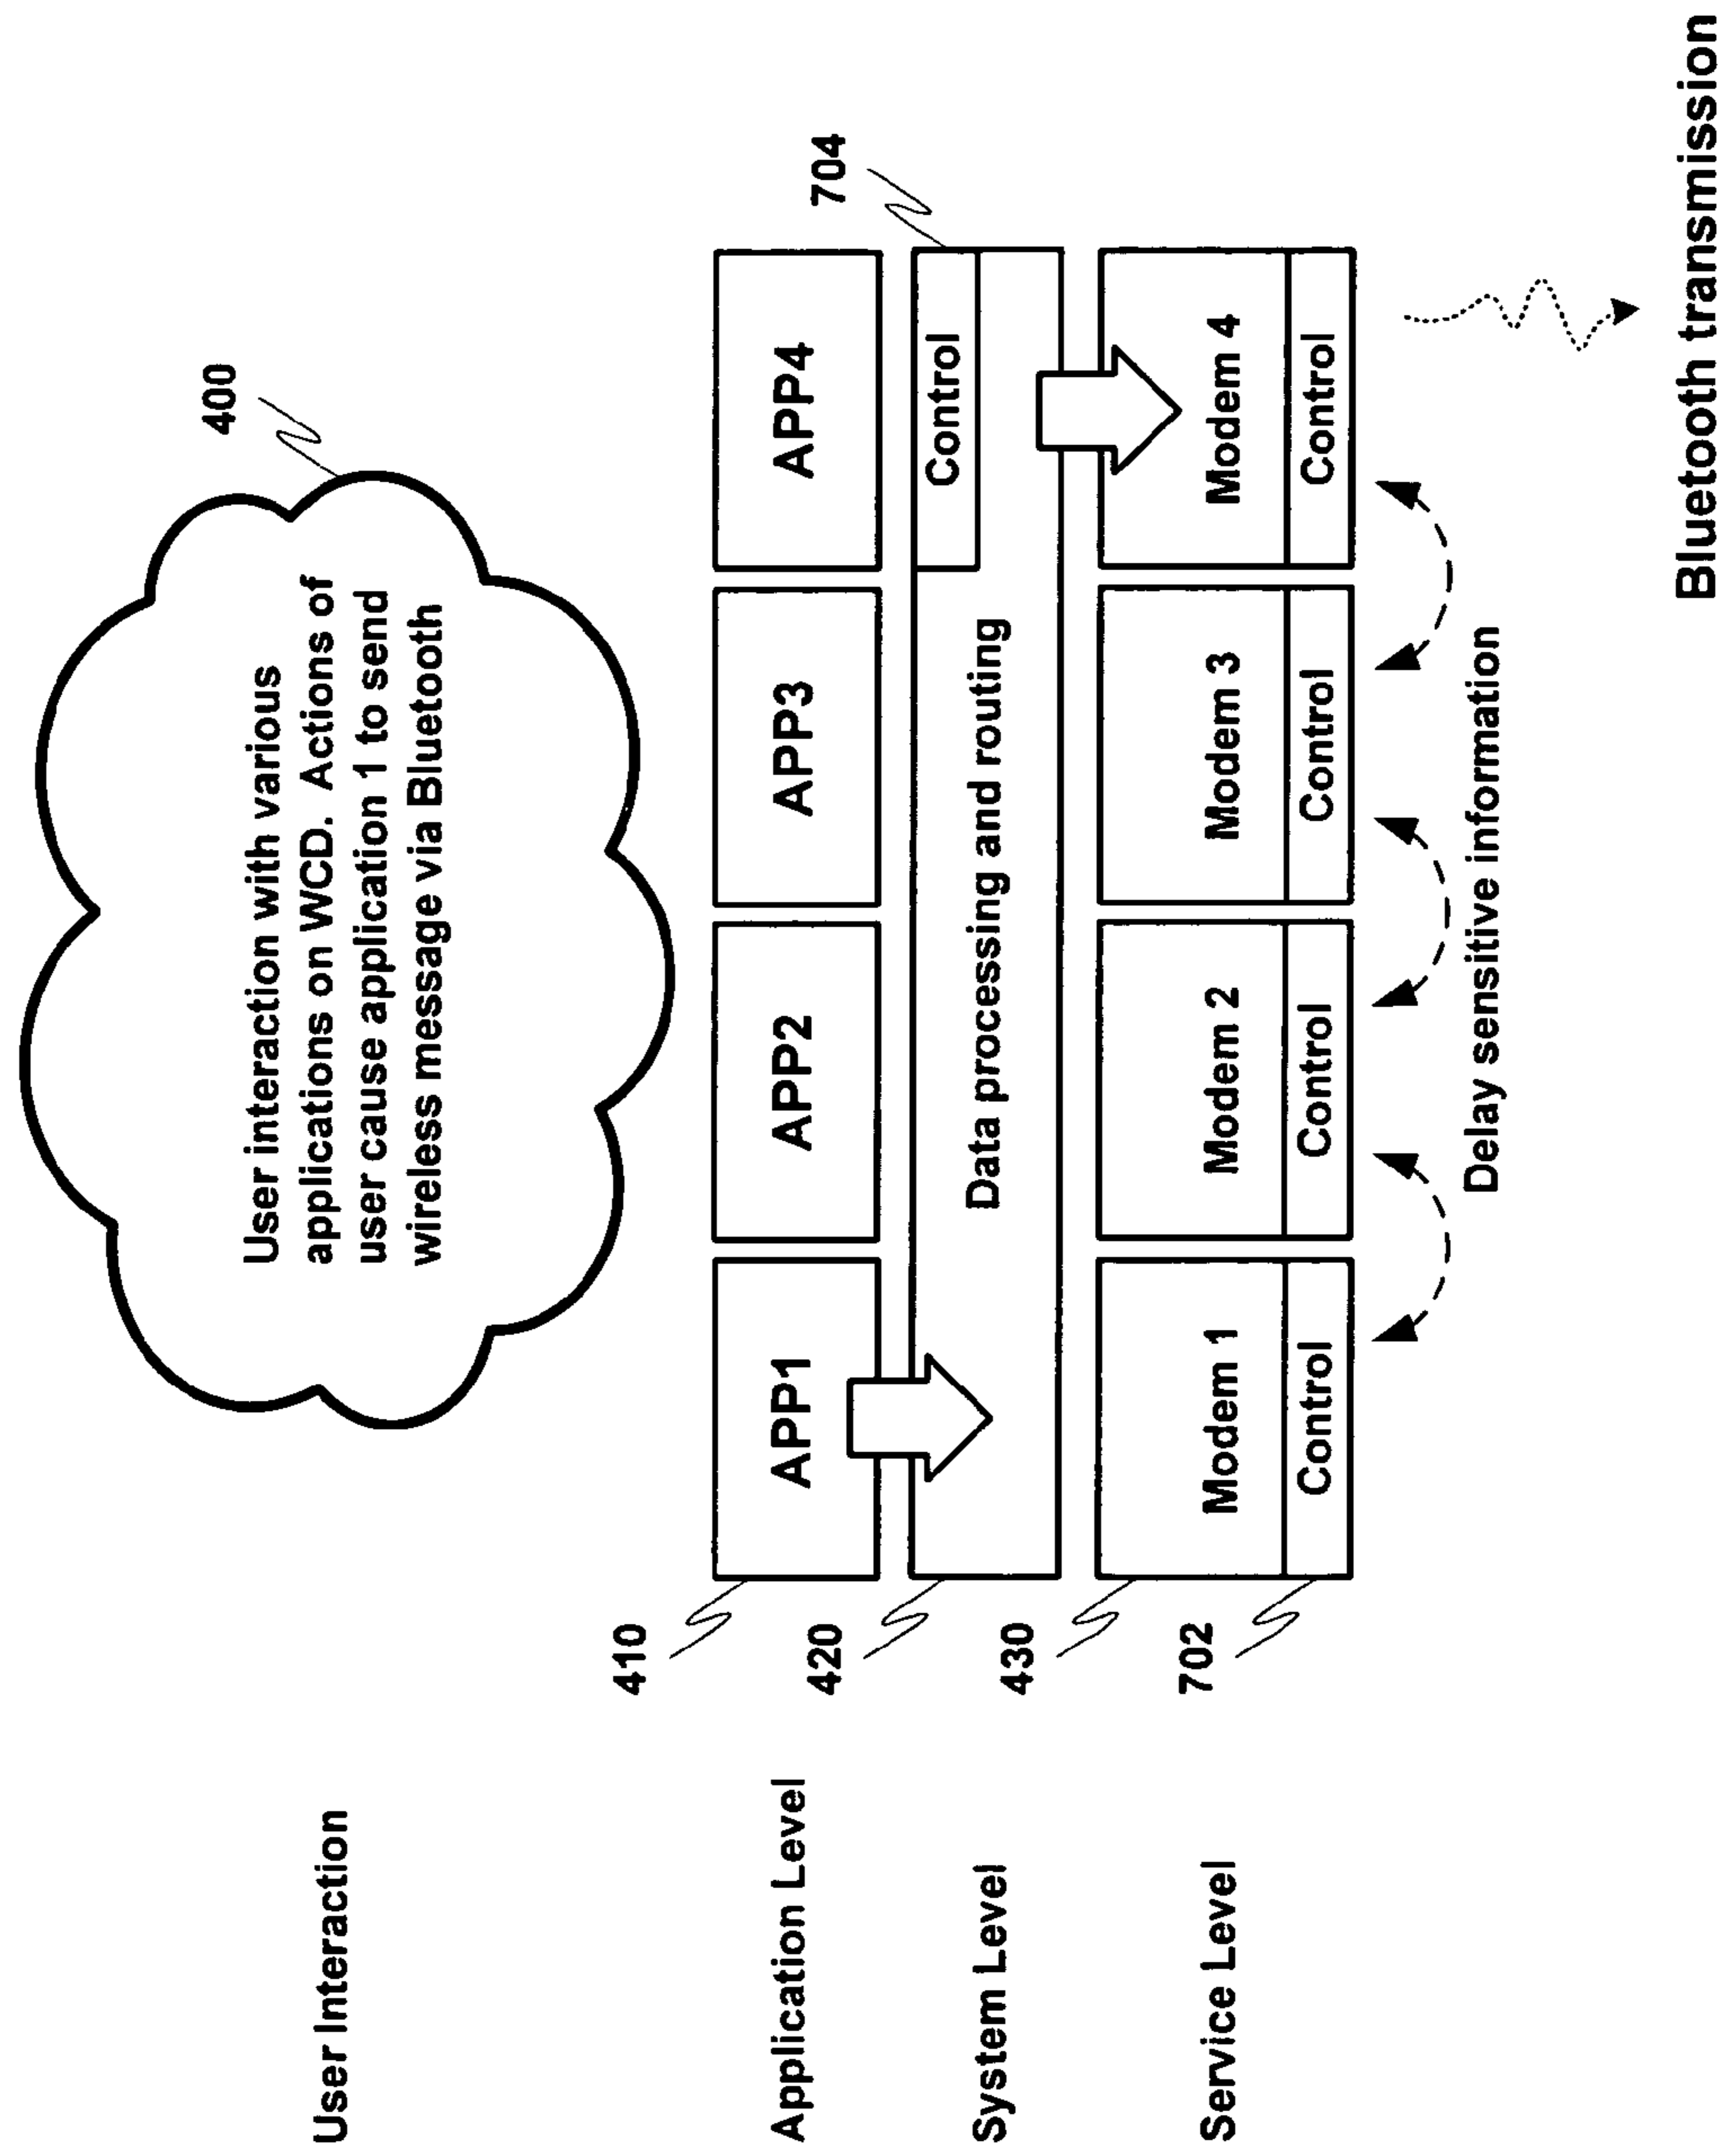 User Interaction
400
User interaction with various
applications on WCD. Actions of
user cause application 1 to send
wireless message via Bluetooth
Application Level
410
APP1
APP2
APP3
APP4
704
System Level
420
Control
Data processing and routing
Service Level
430
Modem 1
Modem 2
Modem 3
Modem 4
702
Control
Control
Control
Control
Delay sensitive information
Bluetooth transmission